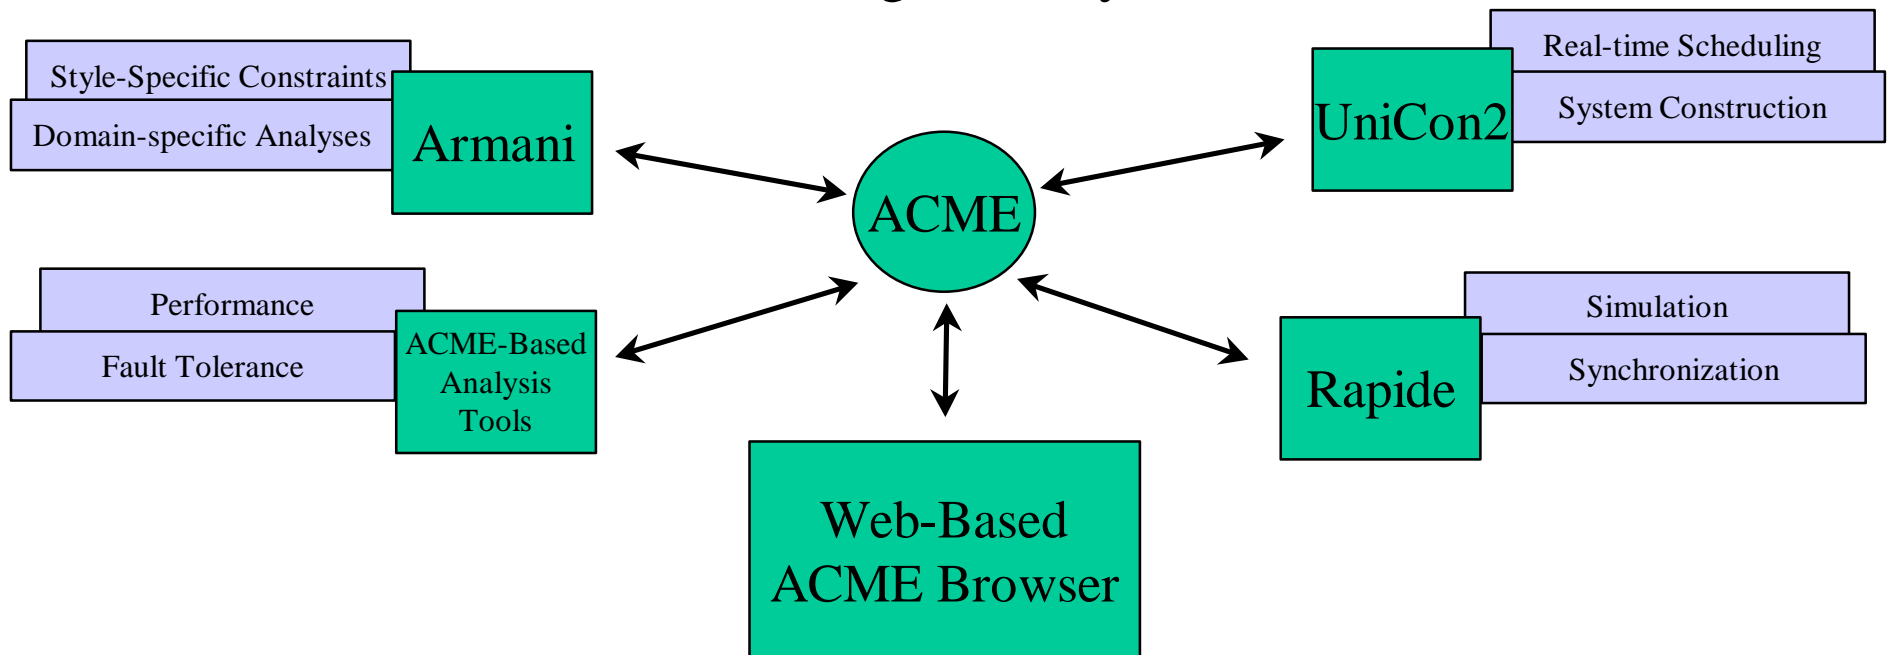 Style-Specific Constraints
Domain-specific Analyses
Armani
Real-time Scheduling
System Construction
UniCon2
ACME
Performance
Fault Tolerance
ACME-Based
Analysis
Tools
Simulation
Synchronization
Rapide
Web-Based
ACME Browser